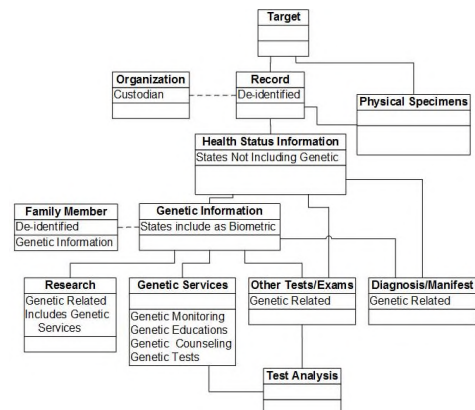 Target
Organization
Custodian
Record
De-identified
Physical Specimens
Health Status Information
States Not Including Genetic
Family Member
De-identified
Genetic Information
Genetic Information
States include as Biometric
Research
Genetic Related
Includes Genetic
Services
Genetic Services
Genetic Monitoring
Genetic Educations
Genetic Counseling
Genetic Tests
Other Tests/Exams
Genetic Related
Diagnosis/Manifest
Genetic Related
Test Analysis